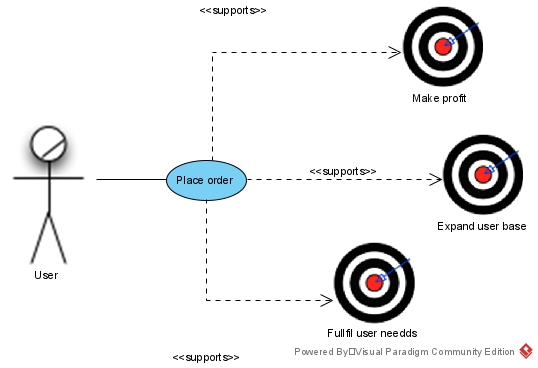 <<supports>>
Make profit
<<supports>>
Place order
Expand user base
User
Fullfil user needds
Powered By Visual Paradigm Community Edition
<<supports>>